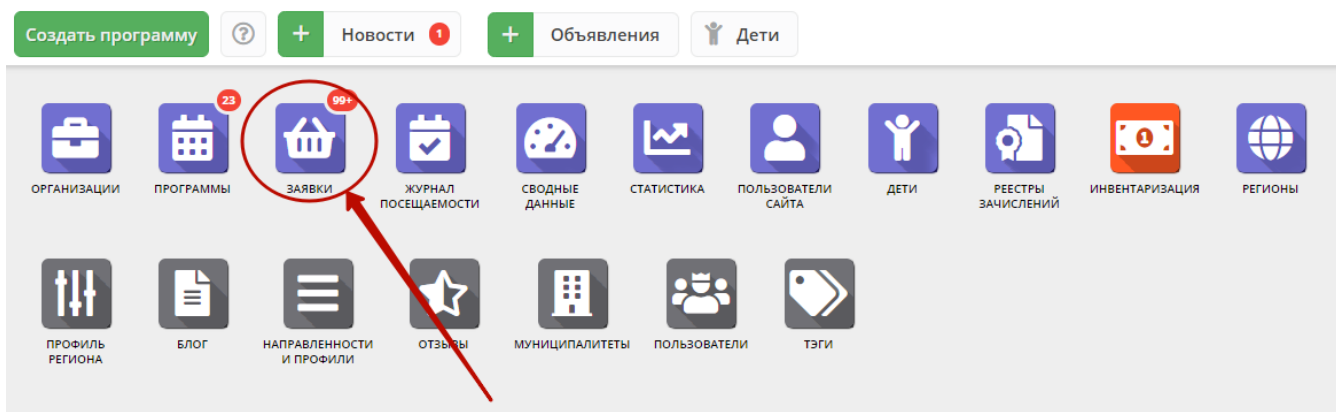 Создать программу ? + Новости 1 + Объявления Дети
23 99+
1
ОРГАНИЗАЦИИ ПРОГРАММЫ ЗАЯВКИ ЖУРНАЛ СВОДНЫЕ СТАТИСТИКА ПОЛЬЗОВАТЕЛИ ДЕТИ РЕЕСТРЫ ИНВЕНТАРИЗАЦИЯ РЕГИОНЫ
ПОСЕЩАЕМОСТИ ДАННЫЕ САЙТА ЗАЧИСЛЕНИЙ
ПРОФИЛЬ БЛОГ НАПРАВЛЕННОСТИ ОТЗЫВЫ МУНИЦИПАЛИТЕТЫ ПОЛЬЗОВАТЕЛИ ТЭГИ
РЕГИОНА И ПРОФИЛИ